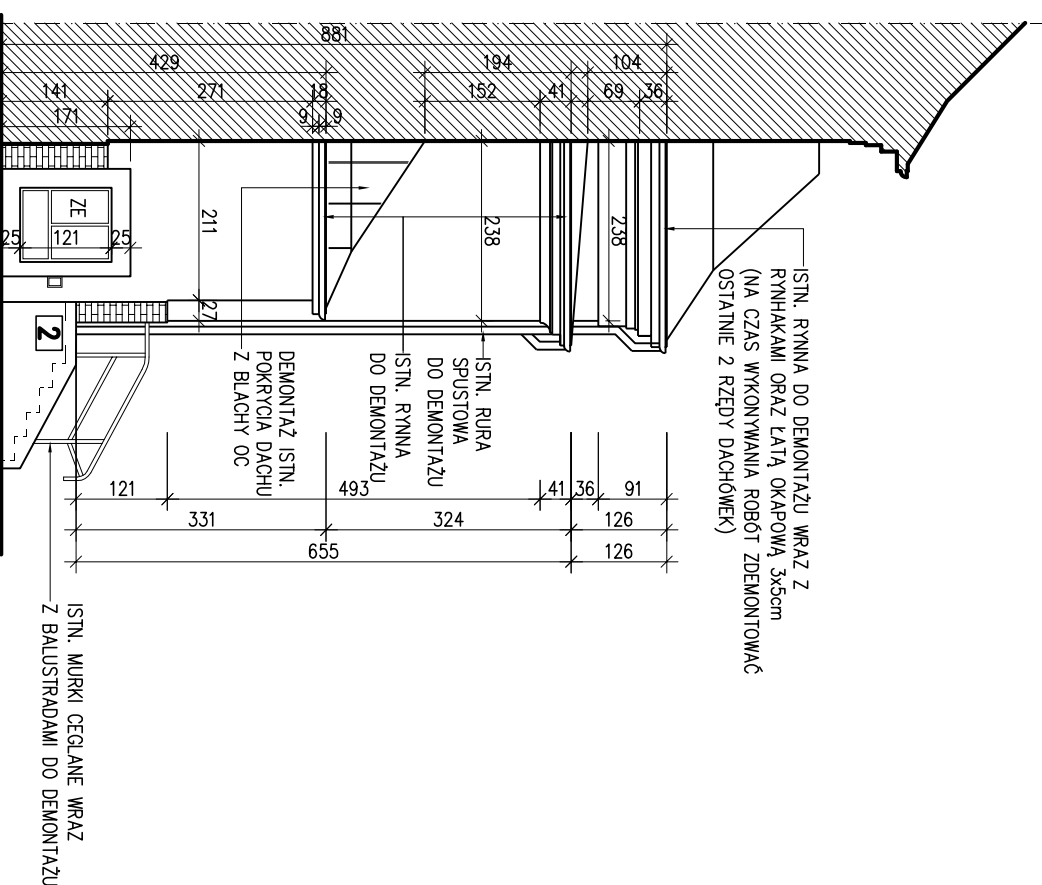 ISTN. RYNNA DO DEMONTAŻU WRAZ Z
RYNHAKAMI ORAZ ŁATĄ OKAPOWĄ 3x5cm
(NA CZAS WYKONYWANIA ROBÓT ZDEMONTOWAĆ
OSTATNIE 2 RZĘDY DACHÓWEK)
ISTN. RURA
SPUSTOWA
DO DEMONTAŻU
ISTN. RYNNA
DO DEMONTAŻU
DEMONTAŻ ISTN.
POKRYCIA DACHU
Z BLACHY OC
ISTN. MURKI CEGLANE WRAZ
Z BALUSTRADAMI DO DEMONTAŻU
881
429
194
104
141
271
18
152
41
69
36
171
9
9
211
238
238
27
ZE
25
121
25
2
121
493
41
36
91
331
324
126
655
126